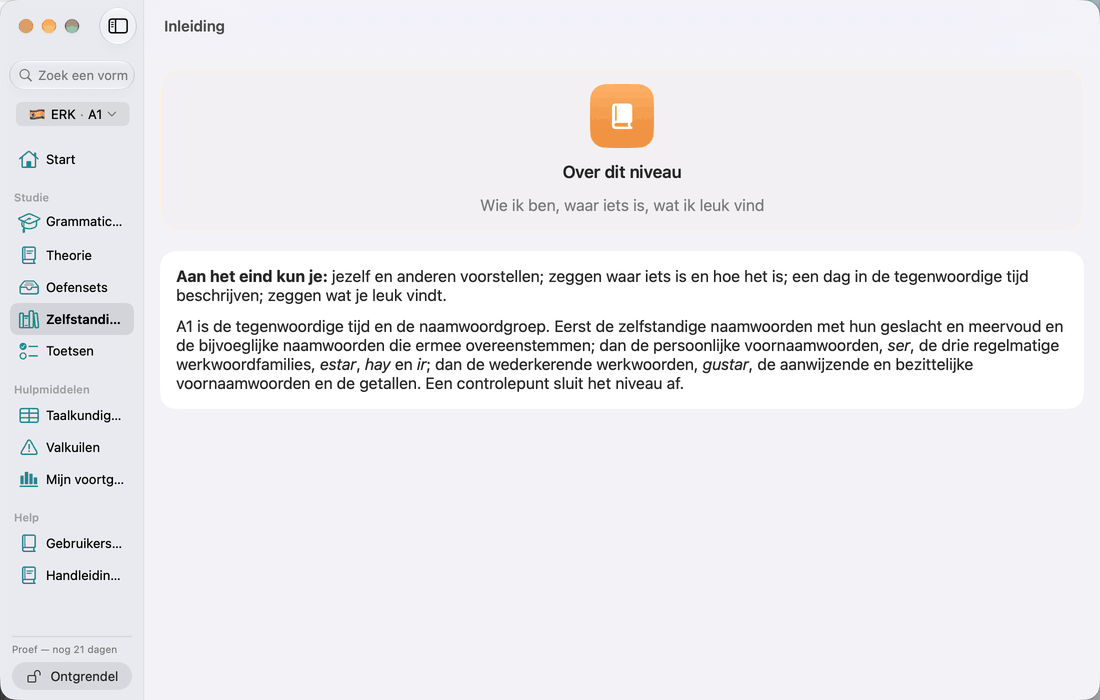 Inleiding
Zoek een vorm
ERK · A1
Start
Studie
Grammatic...
Theorie
Oefensets
Zelfstandi...
Toetsen
Hulpmiddelen
Taalkundig...
Valkuilen
Mijn voortg...
Help
Gebruikers...
Handleidin...
Proef — nog 21 dagen
Ontgrendel
Over dit niveau
Wie ik ben, waar iets is, wat ik leuk vind
Aan het eind kun je: jezelf en anderen voorstellen; zeggen waar iets is en hoe het is; een dag in de tegenwoordige tijd
beschrijven; zeggen wat je leuk vindt.
A1 is de tegenwoordige tijd en de naamwoordgroep. Eerst de zelfstandige naamwoorden met hun geslacht en meervoud en
de bijvoeglijke naamwoorden die ermee overeenstemmen; dan de persoonlijke voornaamwoorden, ser, de drie regelmatige
werkwoordfamilies, estar, hay en ir; dan de wederkerende werkwoorden, gustar, de aanwijzende en bezittelijke
voornaamwoorden en de getallen. Een controlepunt sluit het niveau af.